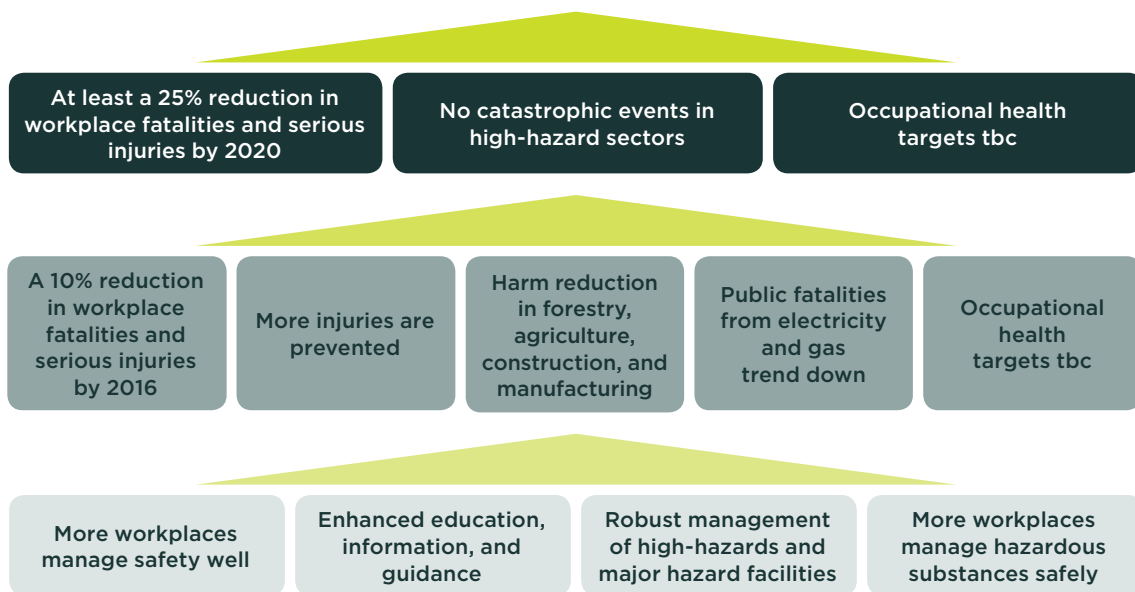 At least a 25% reduction in
workplace fatalities and serious
injuries by 2020
No catastrophic events in
high-hazard sectors
Occupational health
targets tbc
A 10% reduction
in workplace
fatalities and
serious injuries
by 2016
More injuries are
prevented
Harm reduction
in forestry,
agriculture,
construction, and
manufacturing
Public fatalities
from electricity
and gas
trend down
Occupational
health
targets tbc
More workplaces
manage safety well
Enhanced education,
information, and
guidance
Robust management
of high-hazards and
major hazard facilities
More workplaces
manage hazardous
substances safely